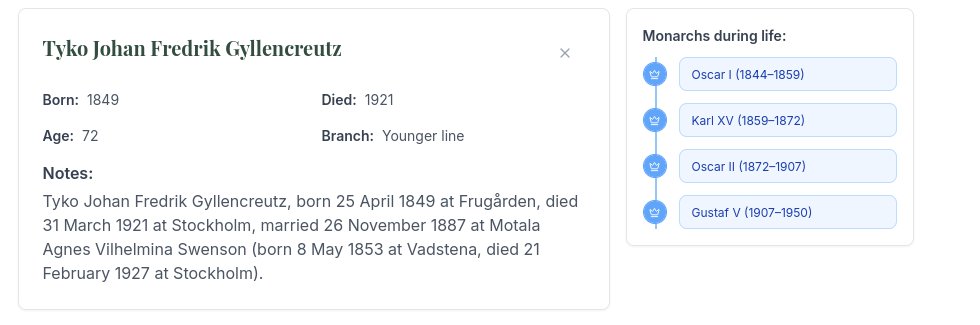 Tyko Johan Fredrik Gyllencreutz
Born: 1849
Died: 1921
Age: 72
Branch: Younger line
Notes:
Tyko Johan Fredrik Gyllencreutz, born 25 April 1849 at Frugården, died
31 March 1921 at Stockholm, married 26 November 1887 at Motala
Agnes Vilhelmina Swenson (born 8 May 1853 at Vadstena, died 21
February 1927 at Stockholm).
Monarchs during life:
Oscar I (1844–1859)
Karl XV (1859–1872)
Oscar II (1872–1907)
Gustaf V (1907–1950)